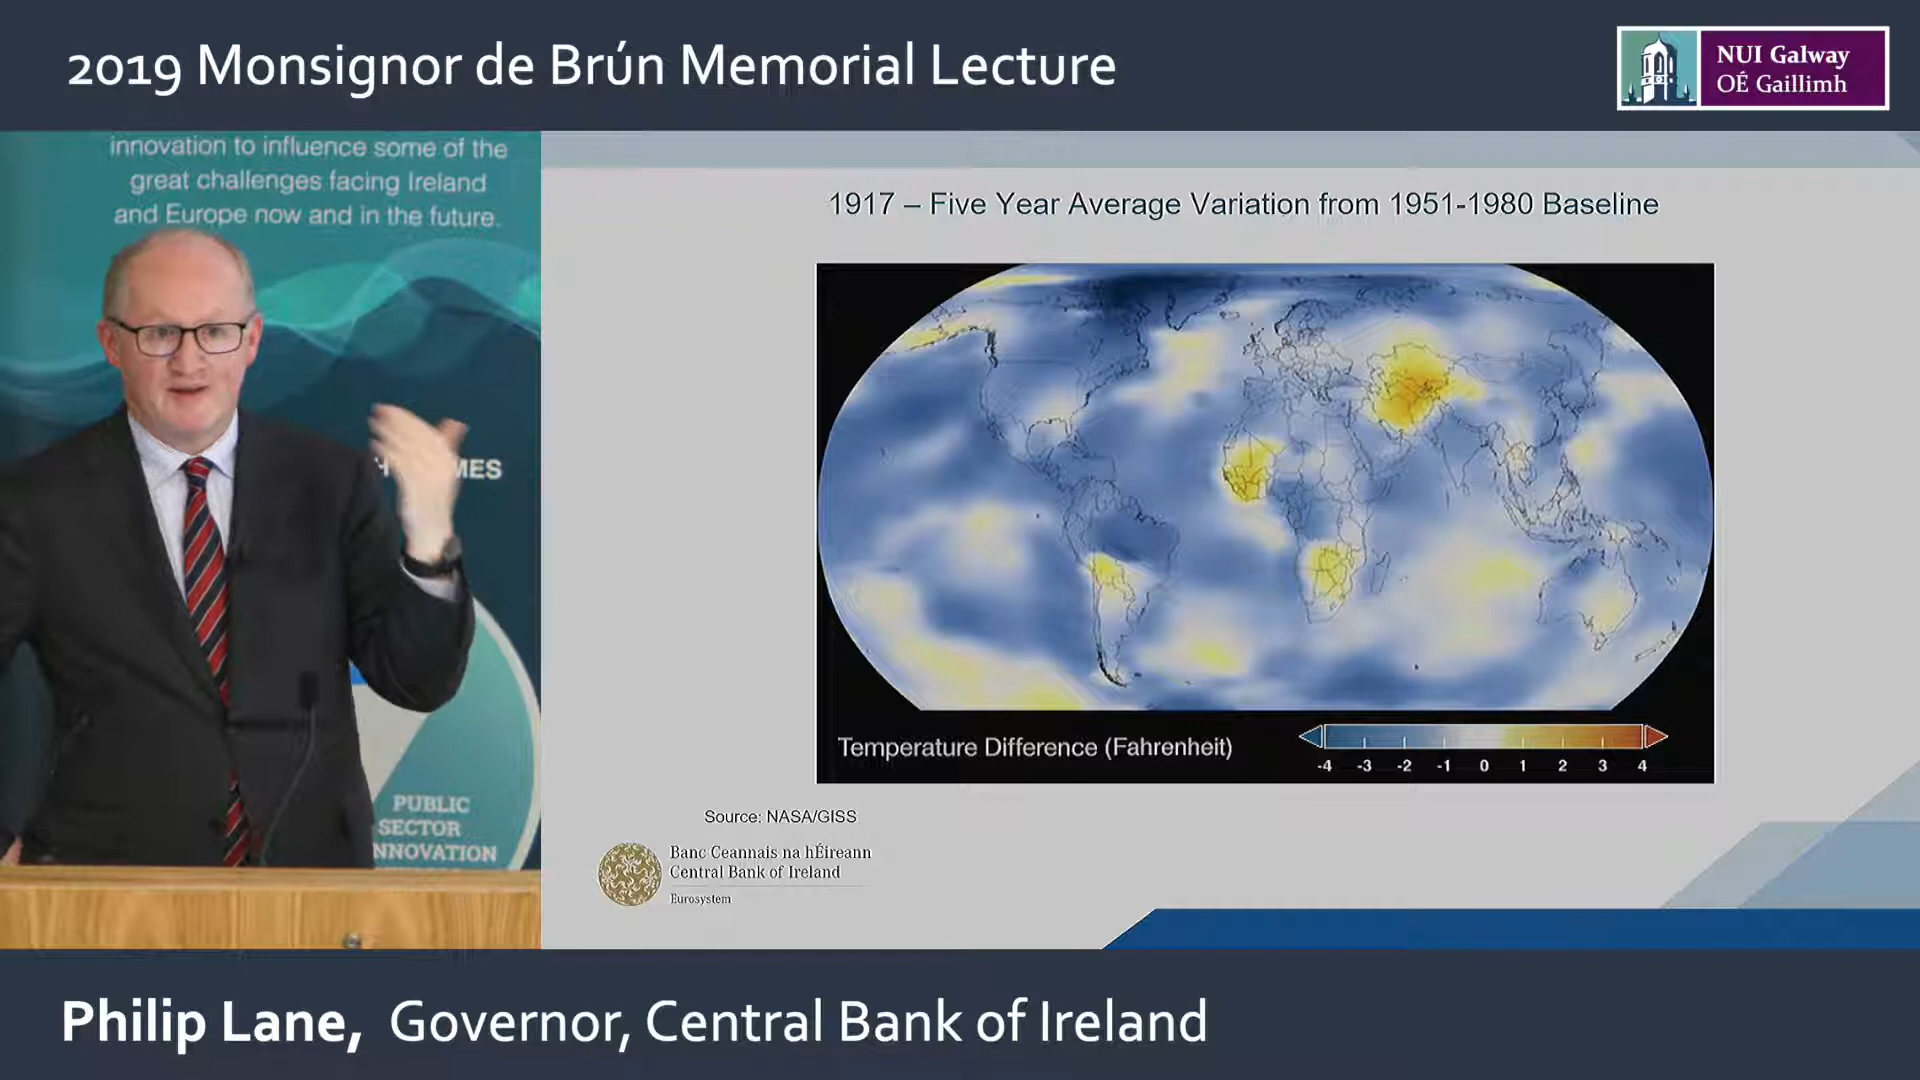 2019 Monsignor de Brún Memorial Lecture
NUI Galway
OÉ Gaillimh
innovation to influence some of the
great challenges facing Ireland
and Europe now and in the future.
PUBLIC
SECTOR
NNOVATION
1917 – Five Year Average Variation from 1951-1980 Baseline
Temperature Difference (Fahrenheit)
-4 -3 -2 -1 0 1 2 3 4
Source: NASA/GISS
Banc Ceannais na hÉireann
Central Bank of Ireland
Eurosystem
Philip Lane, Governor, Central Bank of Ireland